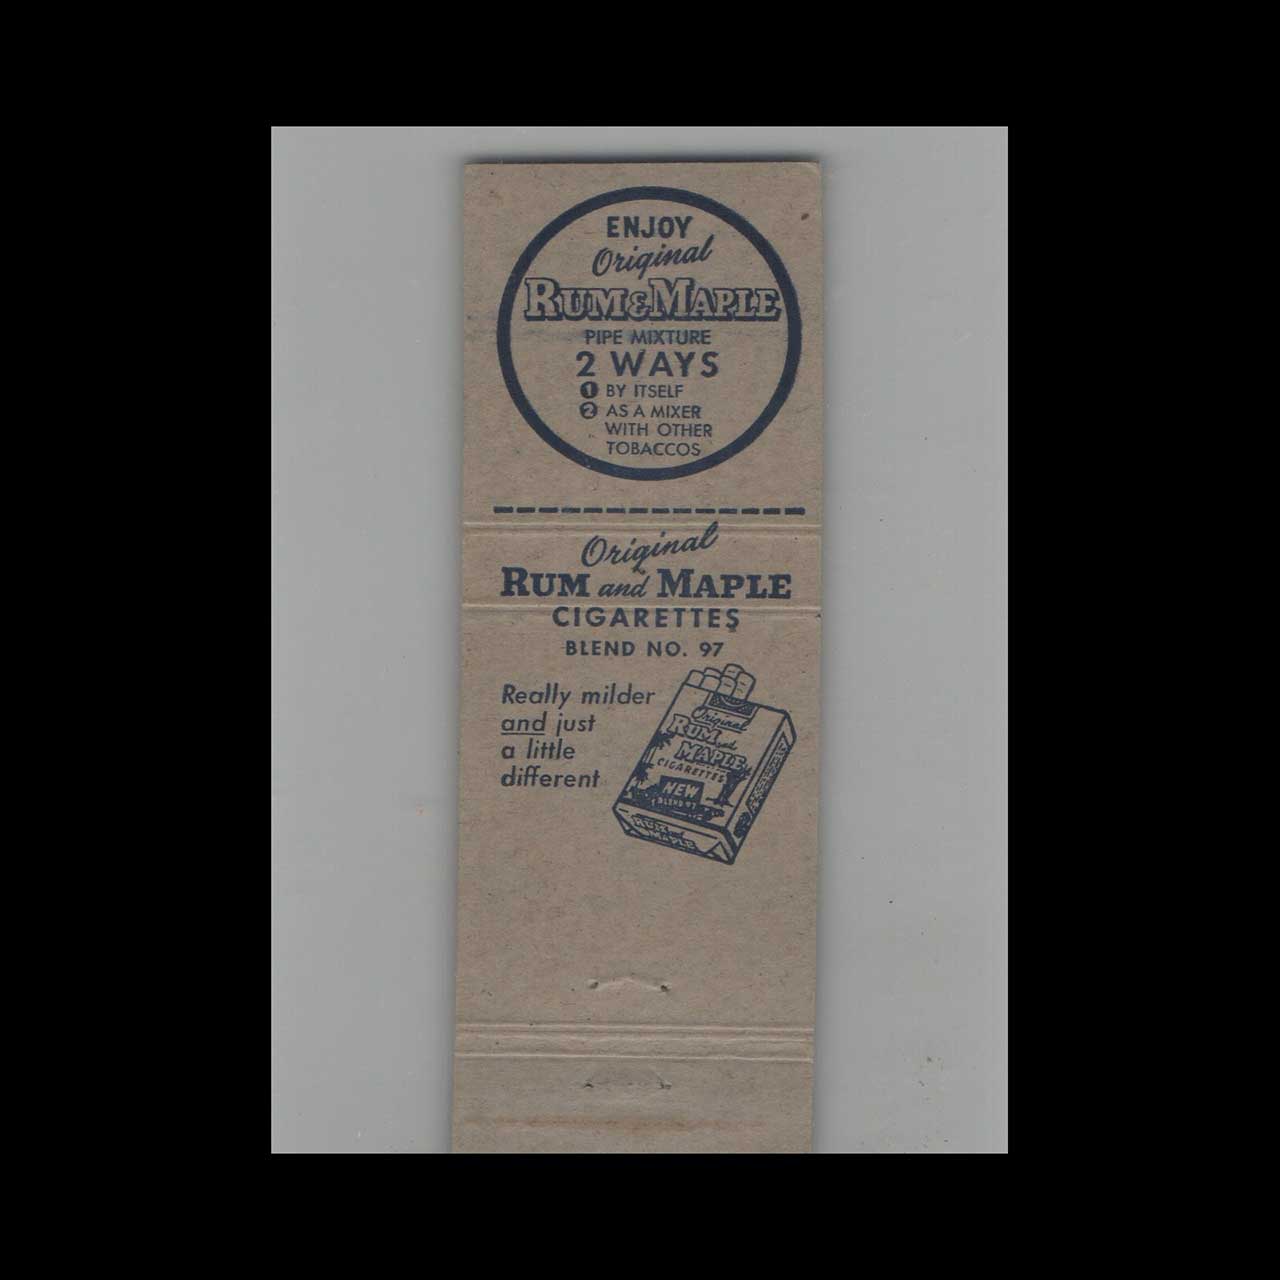 ENJOY
Original
RUM & MAPLE
PIPE MIXTURE
2 WAYS
1 BY ITSELF
2 AS A MIXER
WITH OTHER
TOBACCOS
Original
RUM and MAPLE
CIGARETTES
BLEND NO. 97
Really milder
and just
a little
different
Original
RUM and
MAPLE
CIGARETTES
NEW
BLEND 97
RUM and
MAPLE